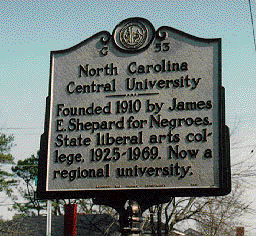 G 53
North Carolina
Central University
Founded 1910 by James
E. Shepard for Negroes.
State liberal arts col-
lege, 1925-1969. Now a
regional university.